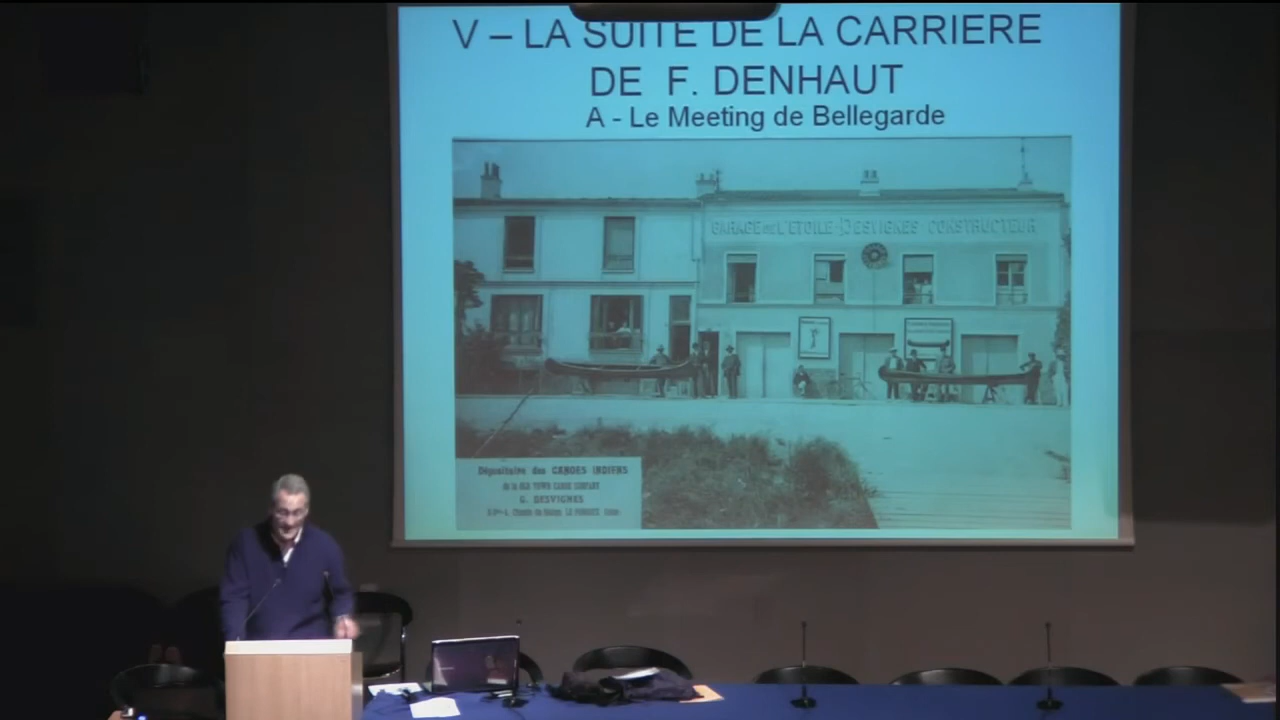 V – LA SUITE DE LA CARRIERE
DE F. DENHAUT
A - Le Meeting de Bellegarde
GARAGE DE L'ETOILE DESVIGNES CONSTRUCTEUR
Dépositaire des CANOES INDIENS
de la OLD TOWN CANOE COMPANY
G. DESVIGNES